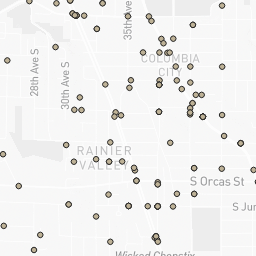 28th Ave S
30th Ave S
35th Ave
COLUMBIA
CITY
RAINIER
VALLEY
S Orcas St
S Ju
Wicked Chopstix